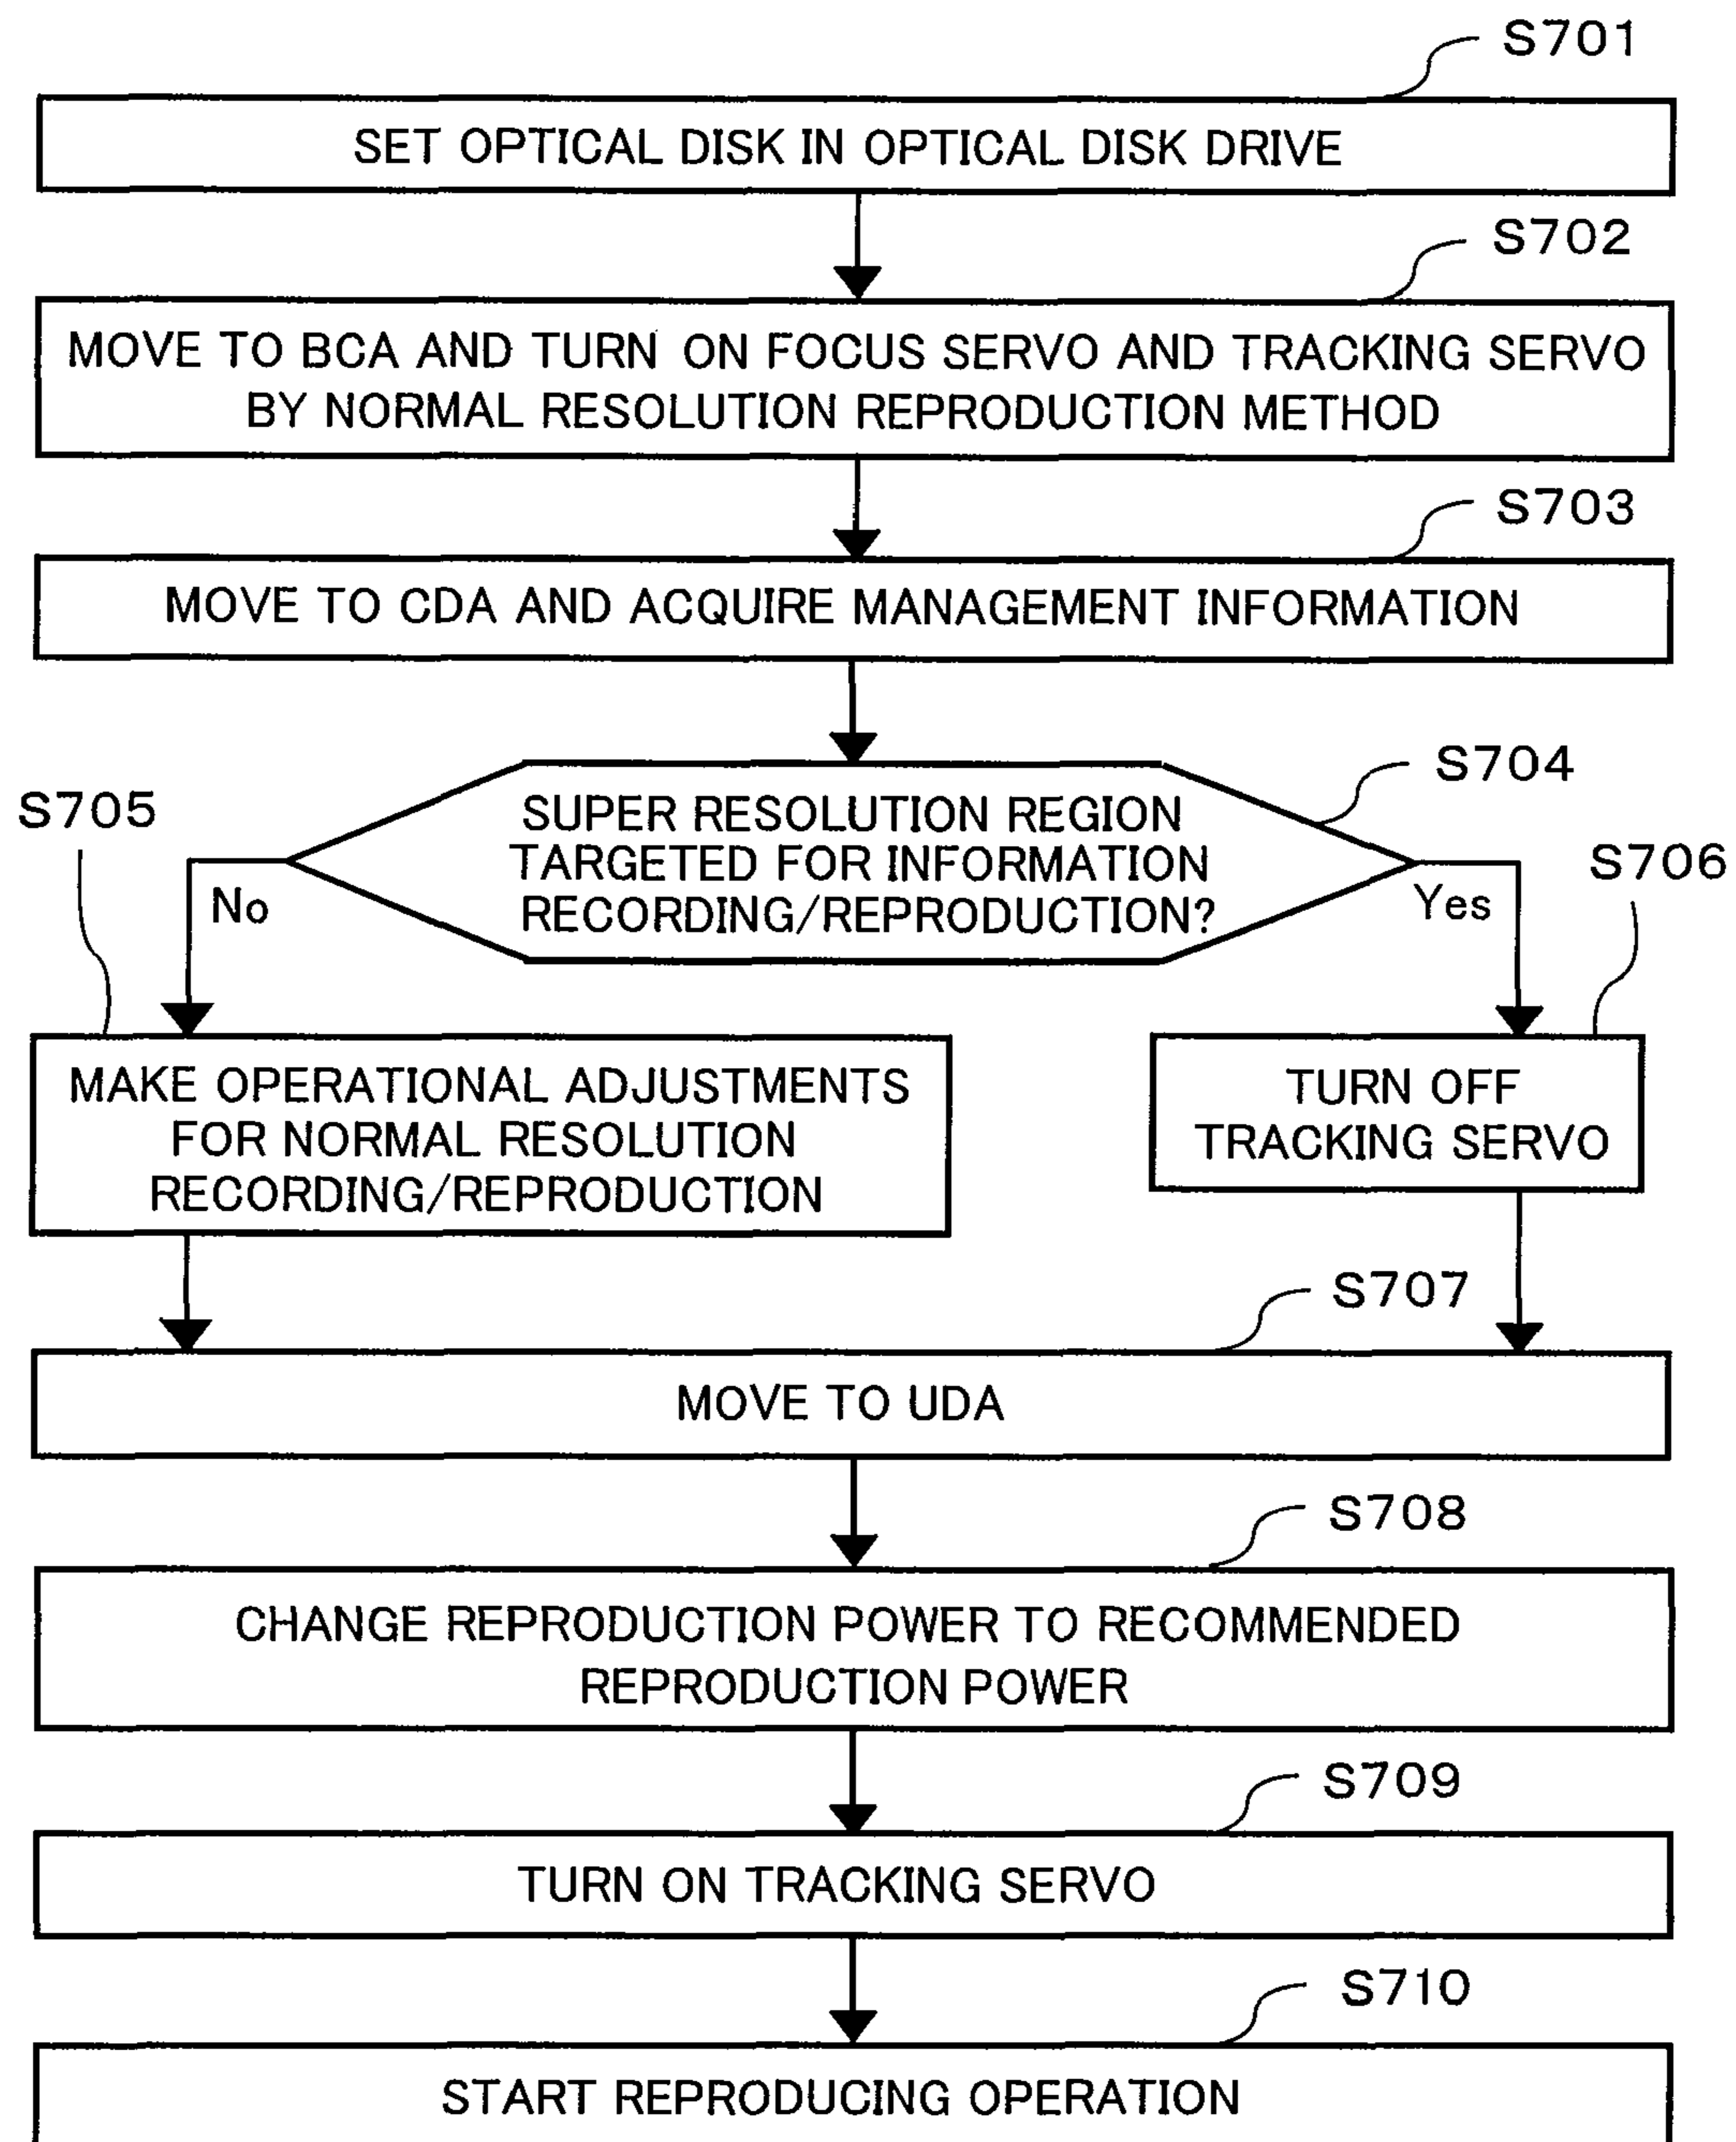 S701
SET OPTICAL DISK IN OPTICAL DISK DRIVE
S702
MOVE TO BCA AND TURN ON FOCUS SERVO AND TRACKING SERVO
BY NORMAL RESOLUTION REPRODUCTION METHOD
S703
MOVE TO CDA AND ACQUIRE MANAGEMENT INFORMATION
S704
SUPER RESOLUTION REGION
TARGETED FOR INFORMATION
RECORDING/REPRODUCTION?
No
Yes
S705
MAKE OPERATIONAL ADJUSTMENTS
FOR NORMAL RESOLUTION
RECORDING/REPRODUCTION
S706
TURN OFF
TRACKING SERVO
S707
MOVE TO UDA
S708
CHANGE REPRODUCTION POWER TO RECOMMENDED
REPRODUCTION POWER
S709
TURN ON TRACKING SERVO
S710
START REPRODUCING OPERATION